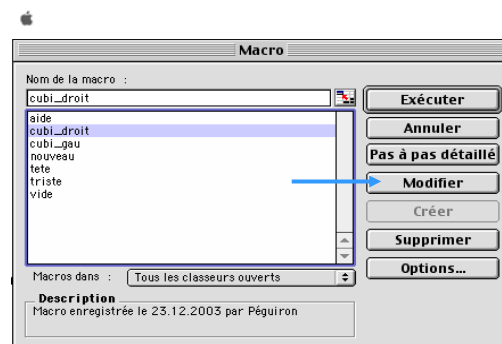 Macro
Nom de la macro :
cubi_droit
aide
cubi_droit
cubi_gau
nouveau
tete
triste
vide
Exécuter
Annuler
Pas à pas détaillé
Modifier
Créer
Supprimer
Options...
Macros dans : Tous les classeurs ouverts
Description
Macro enregistrée le 23.12.2003 par Péguiron